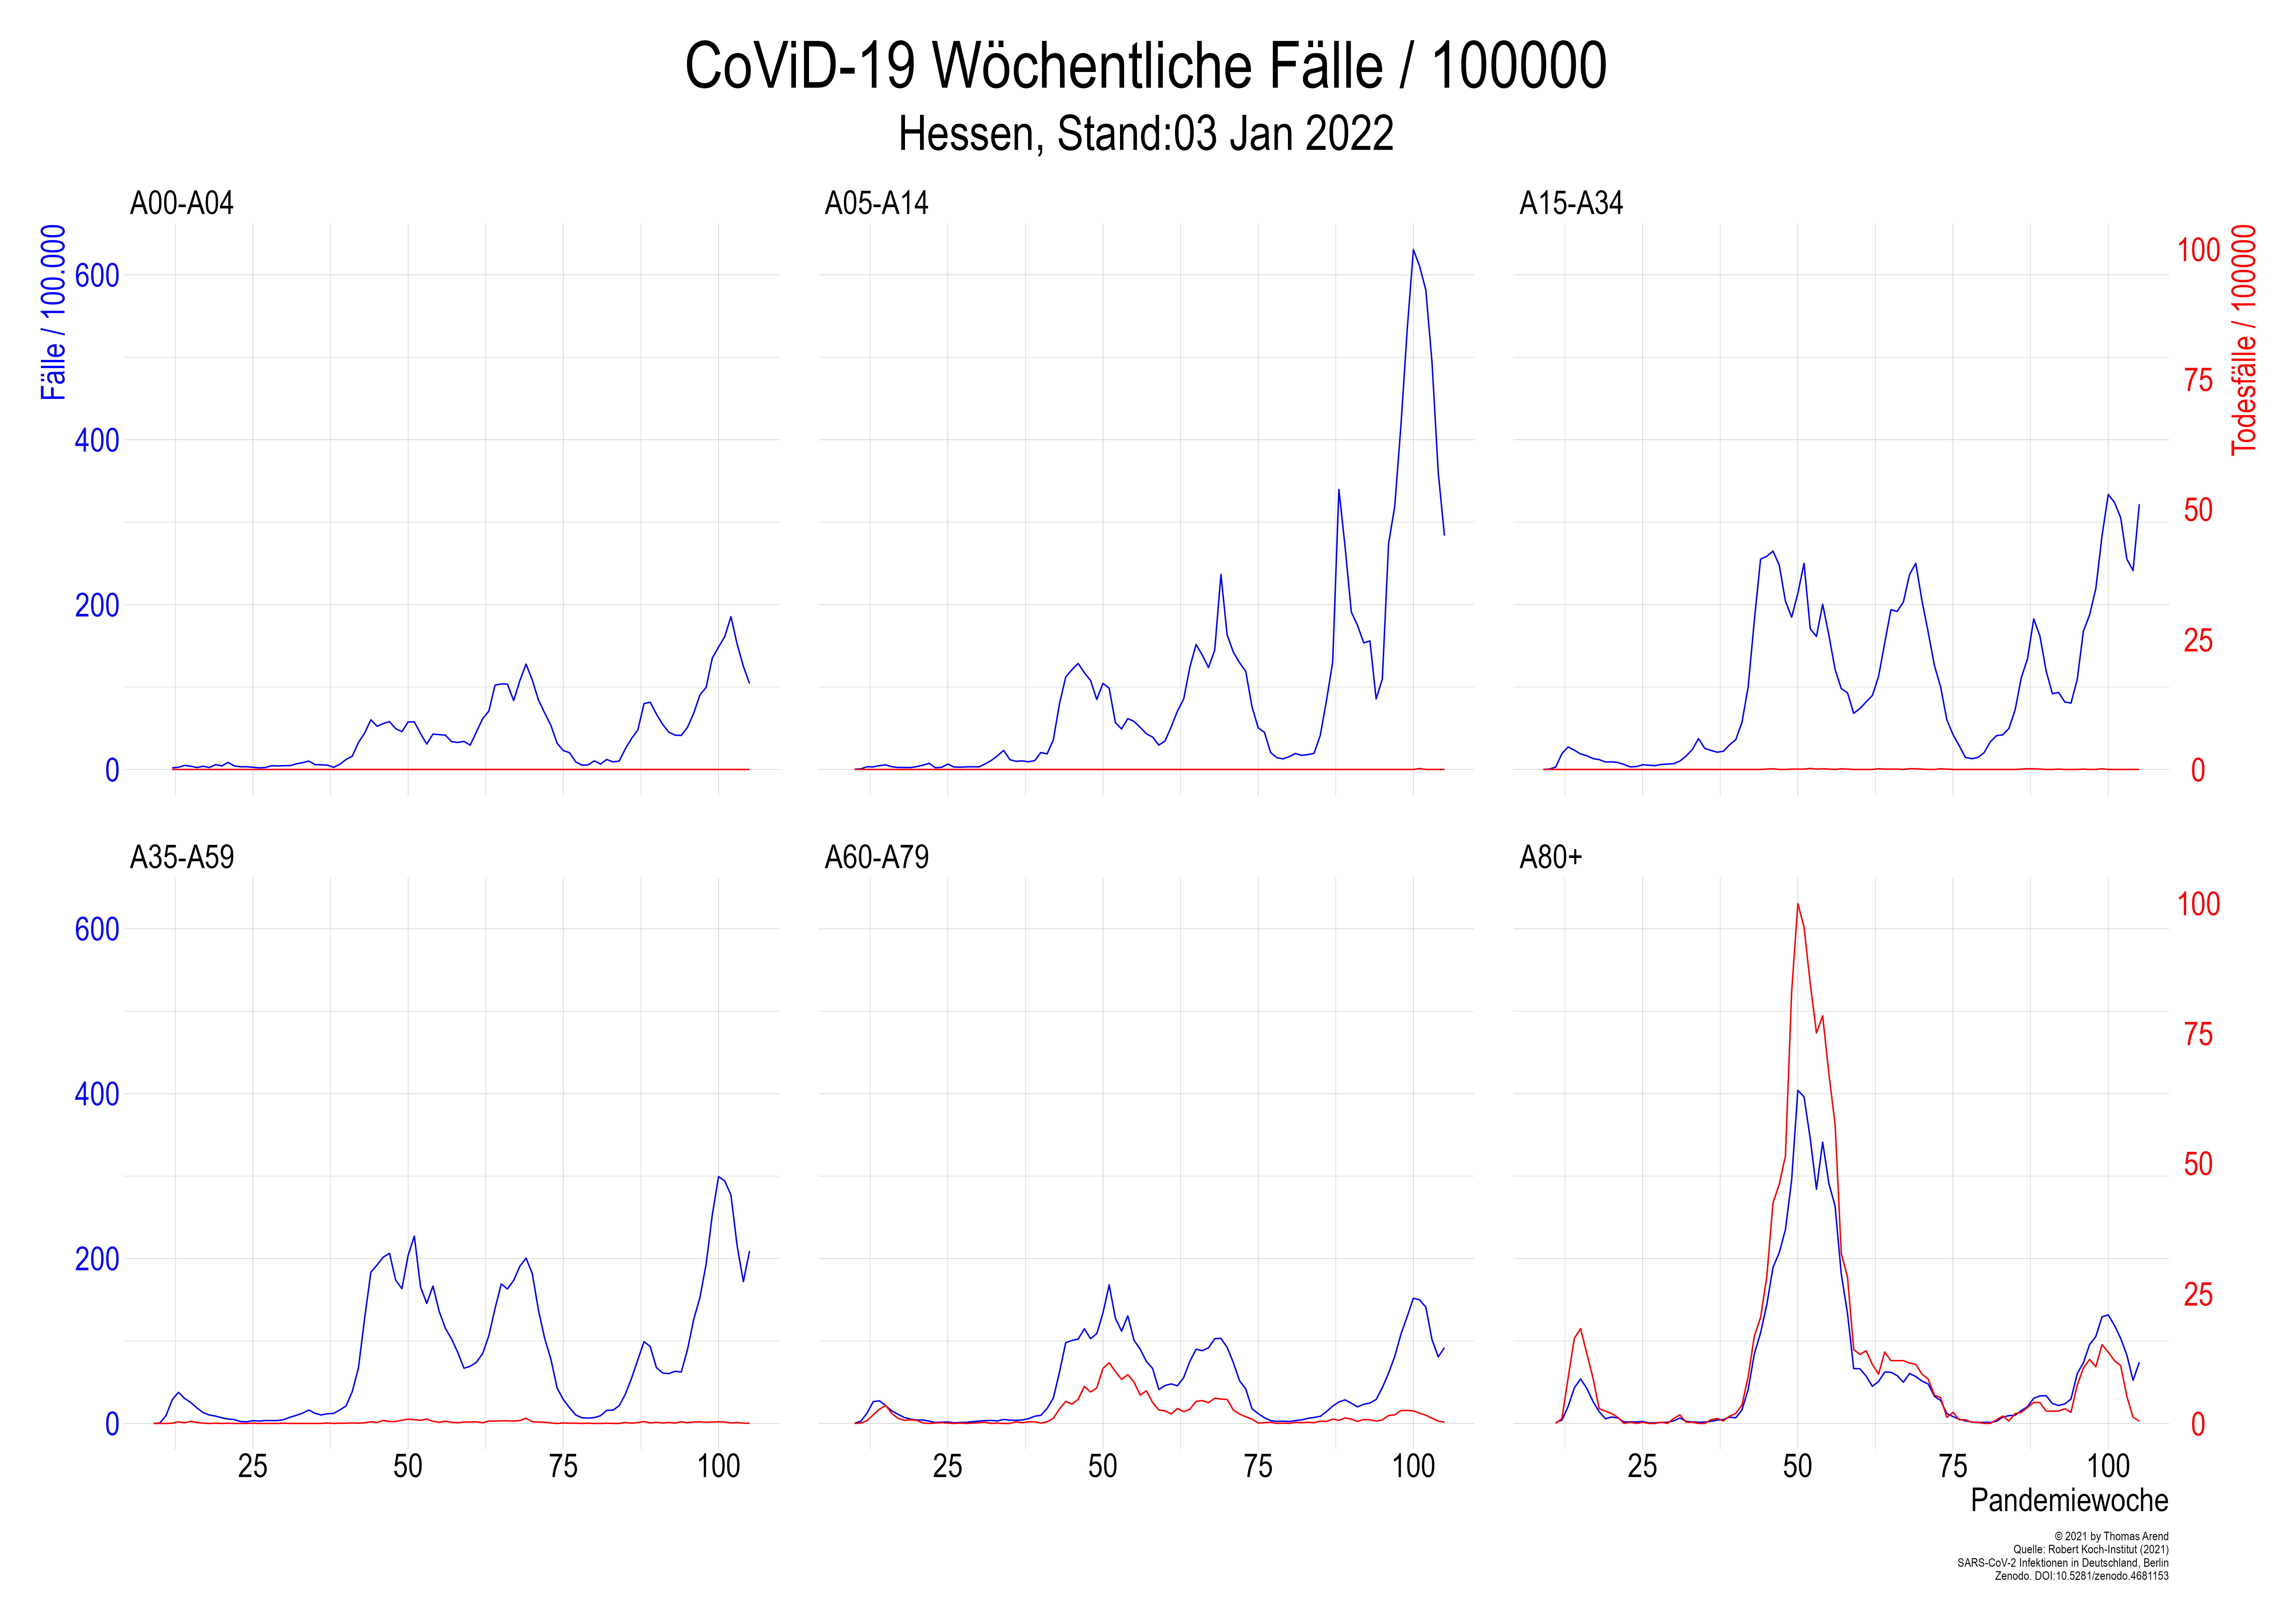 CoViD-19 Wöchentliche Fälle / 100000
Hessen, Stand:03 Jan 2022
A00-A04
A05-A14
A15-A34
Fälle / 100.000
600
400
200
0
100
75
50
25
0
Todesfälle / 100000
A35-A59
A60-A79
A80+
600
400
200
0
100
75
50
25
0
25 50 75 100
25 50 75 100
25 50 75 100
Pandemiewoche
© 2021 by Thomas Arend
Quelle: Robert Koch-Institut (2021)
SARS-CoV-2 Infektionen in Deutschland, Berlin
Zenodo. DOI:10.5281/zenodo.4681153